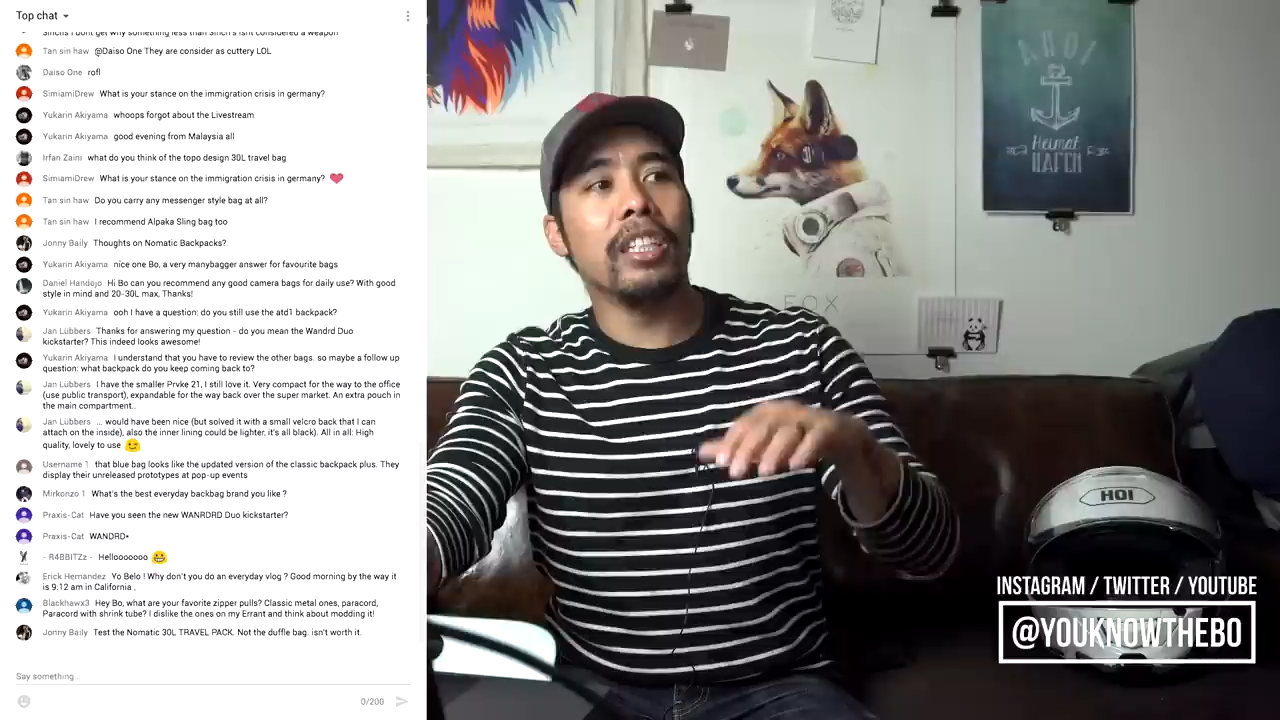 Top chat
5inchs I dont get why something less than 5inch's isnt considered a weapon
Tan sin haw @Daiso One They are consider as cuttery LOL
Daiso One rofl
SimiamiDrew What is your stance on the immigration crisis in germany?
Yukarin Akiyama whoops forgot about the Livestream
Yukarin Akiyama good evening from Malaysia all
Irfan Zaini what do you think of the topo design 30L travel bag
SimiamiDrew What is your stance on the immigration crisis in germany? ❤
Tan sin haw Do you carry any messenger style bag at all?
Tan sin haw I recommend Alpaka Sling bag too
Jonny Baily Thoughts on Nomatic Backpacks?
Yukarin Akiyama nice one Bo, a very manybagger answer for favourite bags
Daniel Handojo Hi Bo can you recommend any good camera bags for daily use? With good
style in mind and 20-30L max, Thanks!
Yukarin Akiyama ooh I have a question: do you still use the atd1 backpack?
Jan Lübbers Thanks for answering my question - do you mean the Wandrd Duo
kickstarter? This indeed looks awesome!
Yukarin Akiyama I understand that you have to review the other bags. so maybe a follow up
question: what backpack do you keep coming back to?
Jan Lübbers I have the smaller Prvke 21, I still love it. Very compact for the way to the office
(use public transport), expandable for the way back over the super market. An extra pouch in
the main compartment..
Jan Lübbers ... would have been nice (but solved it with a small velcro back that I can
attach on the inside), also the inner lining could be lighter, it's all black). All in all: High
quality, lovely to use 😊
Username 1 that blue bag looks like the updated version of the classic backpack plus. They
display their unreleased prototypes at pop-up events
Mirkonzo 1 What's the best everyday backbag brand you like ?
Praxis-Cat Have you seen the new WANRDRD Duo kickstarter?
Praxis-Cat WANDRD*
- R4BBITZz - Hellooooooo 😄
Erick Hernandez Yo Belo ! Why don't you do an everyday vlog ? Good morning by the way it
is 9:12 am in California .
Blackhawx3 Hey Bo, what are your favorite zipper pulls? Classic metal ones, paracord,
Paracord with shrink tube? I dislike the ones on my Errant and think about modding it!
Jonny Baily Test the Nomatic 30L TRAVEL PACK. Not the duffle bag. isn't worth it.
Say something...
0/200
AHOI
Heimat
HAFEN
FOX
HOI
INSTAGRAM / TWITTER / YOUTUBE
@YOUKNOWTHEBO